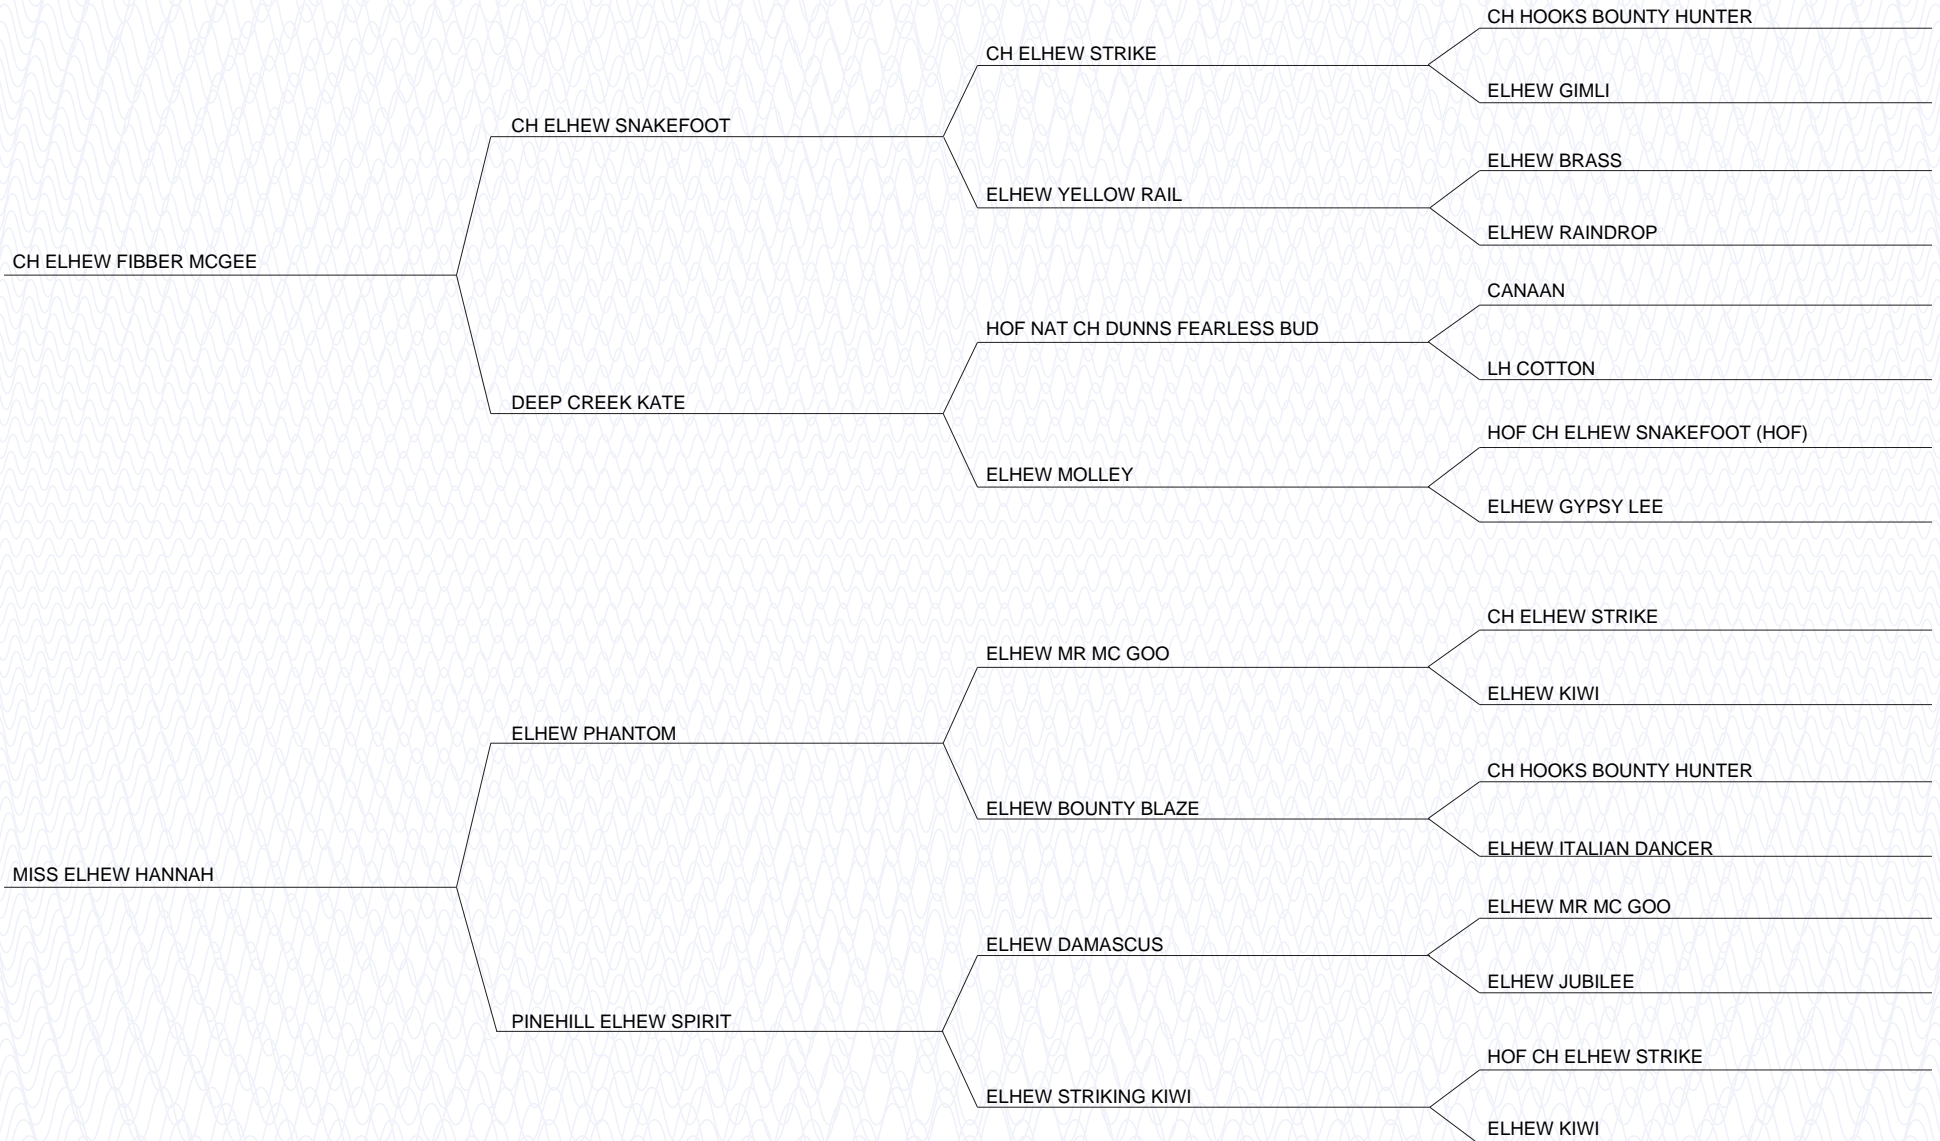 CH HOOKS BOUNTY HUNTER
CH ELHEW STRIKE
ELHEW GIMLI
CH ELHEW SNAKEFOOT
ELHEW BRASS
ELHEW YELLOW RAIL
ELHEW RAINDROP
CH ELHEW FIBBER MCGEE
CANAAN
HOF NAT CH DUNNS FEARLESS BUD
LH COTTON
DEEP CREEK KATE
HOF CH ELHEW SNAKEFOOT (HOF)
ELHEW MOLLEY
ELHEW GYPSY LEE
CH ELHEW STRIKE
ELHEW MR MC GOO
ELHEW KIWI
ELHEW PHANTOM
CH HOOKS BOUNTY HUNTER
ELHEW BOUNTY BLAZE
ELHEW ITALIAN DANCER
MISS ELHEW HANNAH
ELHEW MR MC GOO
ELHEW DAMASCUS
ELHEW JUBILEE
PINEHILL ELHEW SPIRIT
HOF CH ELHEW STRIKE
ELHEW STRIKING KIWI
ELHEW KIWI